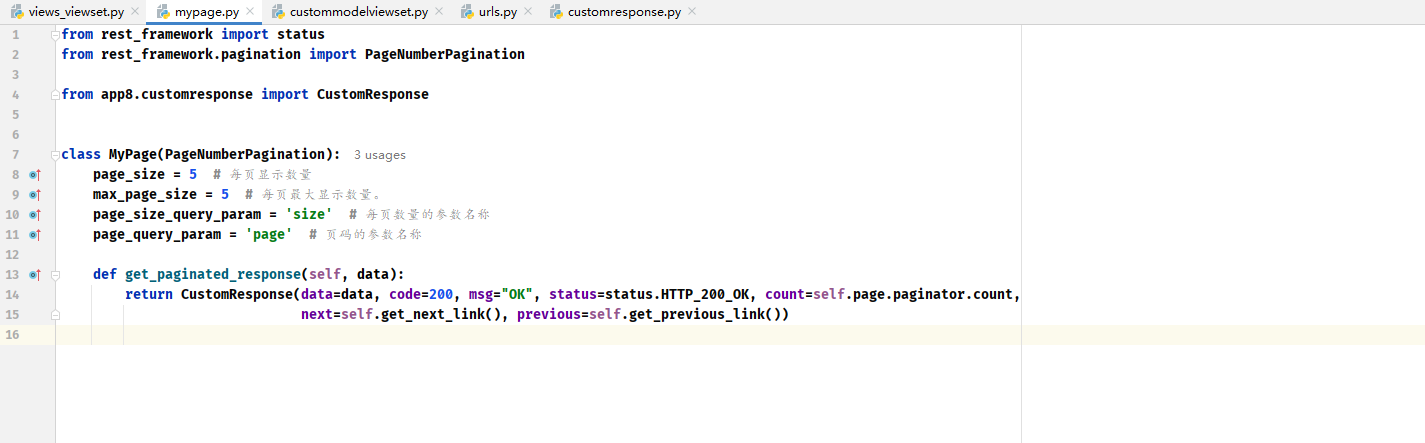 views_viewset.py mypage.py custommodelviewset.py urls.py customresponse.py
1 from rest_framework import status
2 from rest_framework.pagination import PageNumberPagination
3
4 from app8.customresponse import CustomResponse
5
6
7 class MyPage(PageNumberPagination): 3 usages
8 page_size = 5 # 每页显示数量
9 max_page_size = 5 # 每页最大显示数量。
10 page_size_query_param = 'size' # 每页数量的参数名称
11 page_query_param = 'page' # 页码的参数名称
12
13 def get_paginated_response(self, data):
14 return CustomResponse(data=data, code=200, msg="OK", status=status.HTTP_200_OK, count=self.page.paginator.count,
15 next=self.get_next_link(), previous=self.get_previous_link())
16